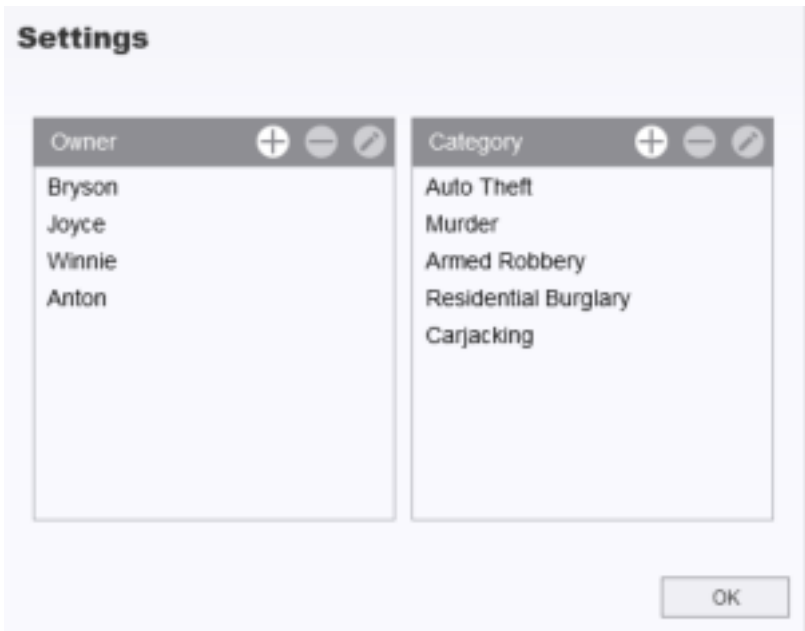 Settings
Owner
Bryson
Joyce
Winnie
Anton
Category
Auto Theft
Murder
Armed Robbery
Residential Burglary
Carjacking
OK